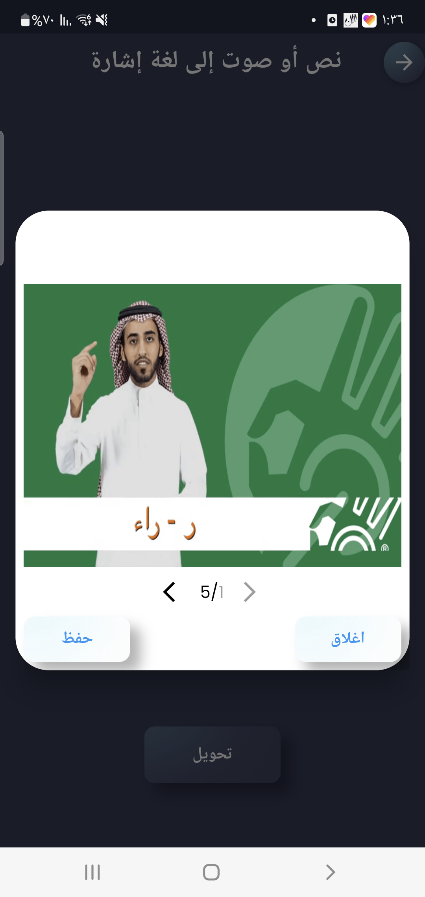 ١:٣٦
%٧٠
نص أو صوت إلى لغة إشارة
ر - راء
5/1
اغلاق
حفظ
تحويل